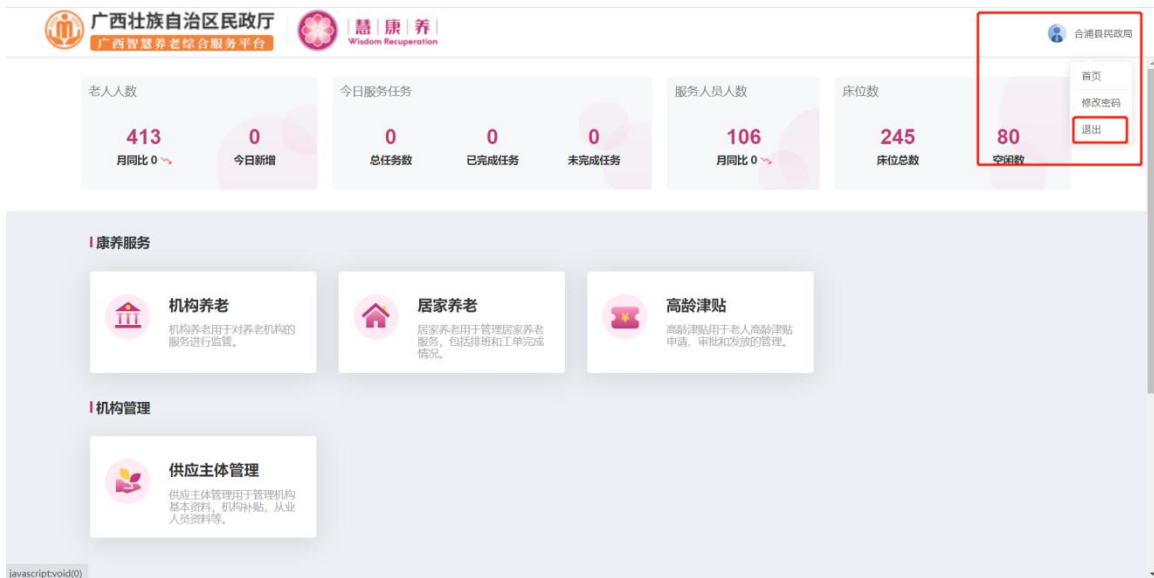 广西壮族自治区民政厅
广西智慧养老综合服务平台
慧康养
Wisdom Recuperation
合浦县民政局
首页
修改密码
退出
老人人数
413
月同比 0
0
今日新增
今日服务任务
0
总任务数
0
已完成任务
0
未完成任务
服务人员人数
106
月同比 0
床位数
245
床位总数
80
空闲数
康养服务
机构养老
机构养老用于对养老机构的
服务进行监管。
居家养老
居家养老用于管理居家养老
服务，包括排班和工单完成
情况。
高龄津贴
高龄津贴用于老人高龄津贴
申请、审批和发放的管理。
机构管理
供应主体管理
供应主体管理用于管理机构
基本资料，机构补贴，从业
人员资料等。
javascript:void(0)